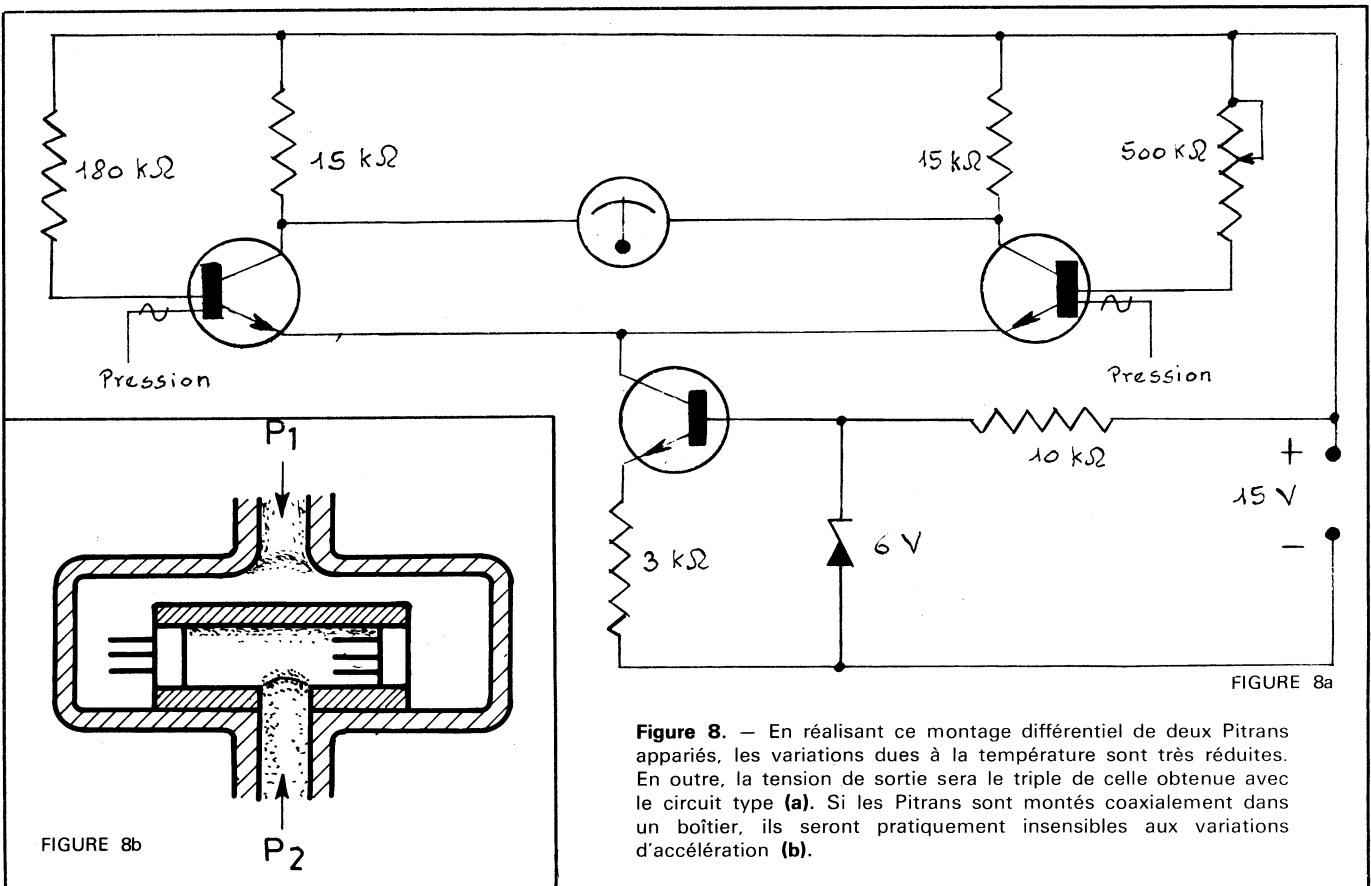 180 kΩ
15 kΩ
15 kΩ
500 kΩ
Pression
Pression
10 kΩ
+
15 V
−
3 kΩ
6 V
FIGURE 8a
P1
P2
FIGURE 8b
Figure 8. — En réalisant ce montage différentiel de deux Pitrans
appariés, les variations dues à la température sont très réduites.
En outre, la tension de sortie sera le triple de celle obtenue avec
le circuit type (a). Si les Pitrans sont montés coaxialement dans
un boîtier, ils seront pratiquement insensibles aux variations
d'accélération (b).